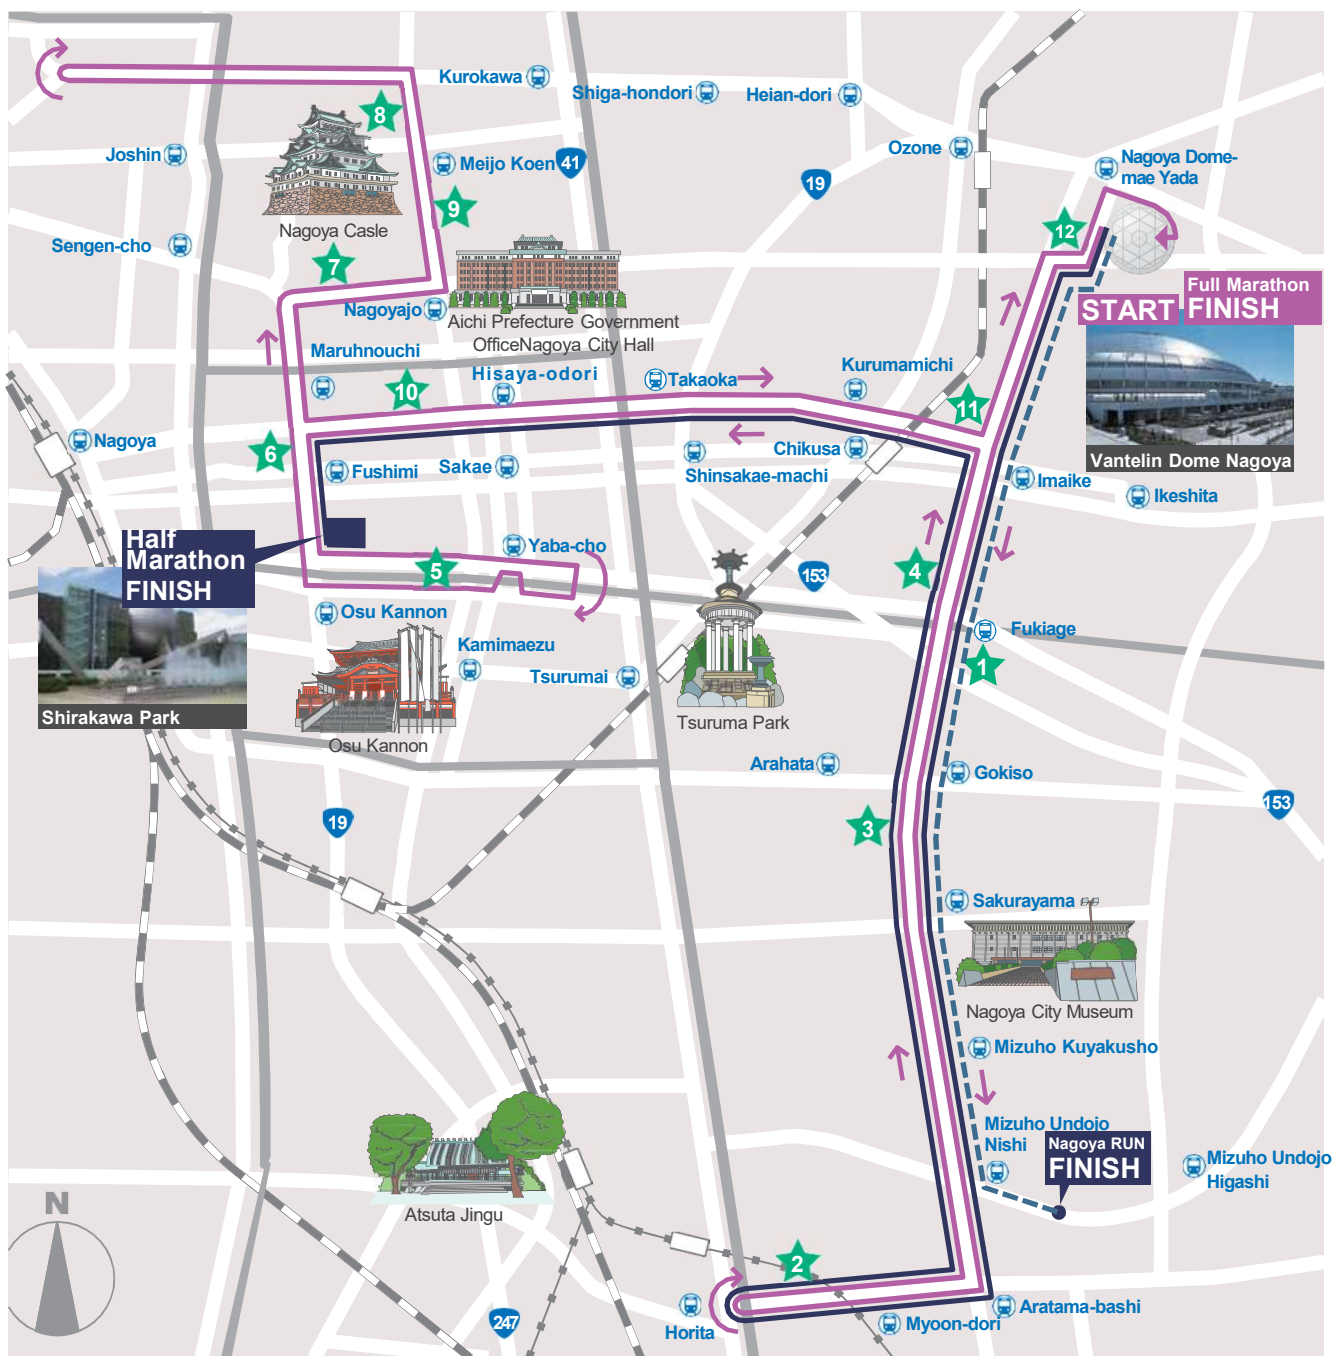 Kurokawa
Shiga-hondori
Heian-dori
8
Joshin
Meijo Koen
41
19
Ozone
Nagoya Dome-
mae Yada
9
12
Nagoya Casle
Sengen-cho
7
Nagoyajo
Aichi Prefecture Government
OfficeNagoya City Hall
START
Full Marathon
FINISH
Maruhnouchi
10
Hisaya-odori
Takaoka
Kurumamichi
11
Nagoya
6
Fushimi
Sakae
Chikusa
Shinsakae-machi
Vantelin Dome Nagoya
Imaike
Ikeshita
Half
Marathon
FINISH
Yaba-cho
5
153
4
Osu Kannon
Fukiage
Kamimaezu
Tsurumai
1
Shirakawa Park
Osu Kannon
Tsuruma Park
Arahata
Gokiso
153
19
3
Sakurayama
Nagoya City Museum
Mizuho Kuyakusho
Mizuho Undojo
Nishi
Nagoya RUN
FINISH
Mizuho Undojo
Higashi
N
Atsuta Jingu
2
247
Horita
Myoon-dori
Aratama-bashi